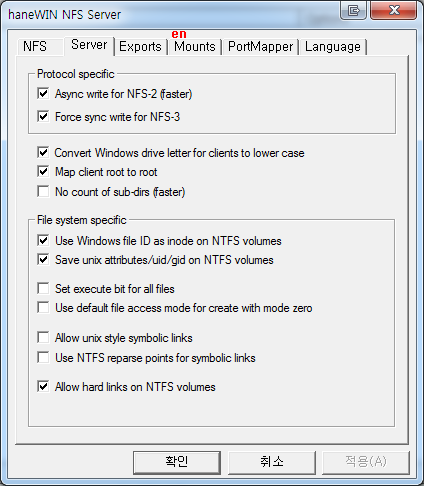 haneWIN NFS Server
en
NFS Server Exports Mounts PortMapper Language
Protocol specific
Async write for NFS-2 (faster)
Force sync write for NFS-3
Convert Windows drive letter for clients to lower case
Map client root to root
No count of sub-dirs (faster)
File system specific
Use Windows file ID as inode on NTFS volumes
Save unix attributes/uid/gid on NTFS volumes
Set execute bit for all files
Use default file access mode for create with mode zero
Allow unix style symbolic links
Use NTFS reparse points for symbolic links
Allow hard links on NTFS volumes
확인 취소 적용(A)